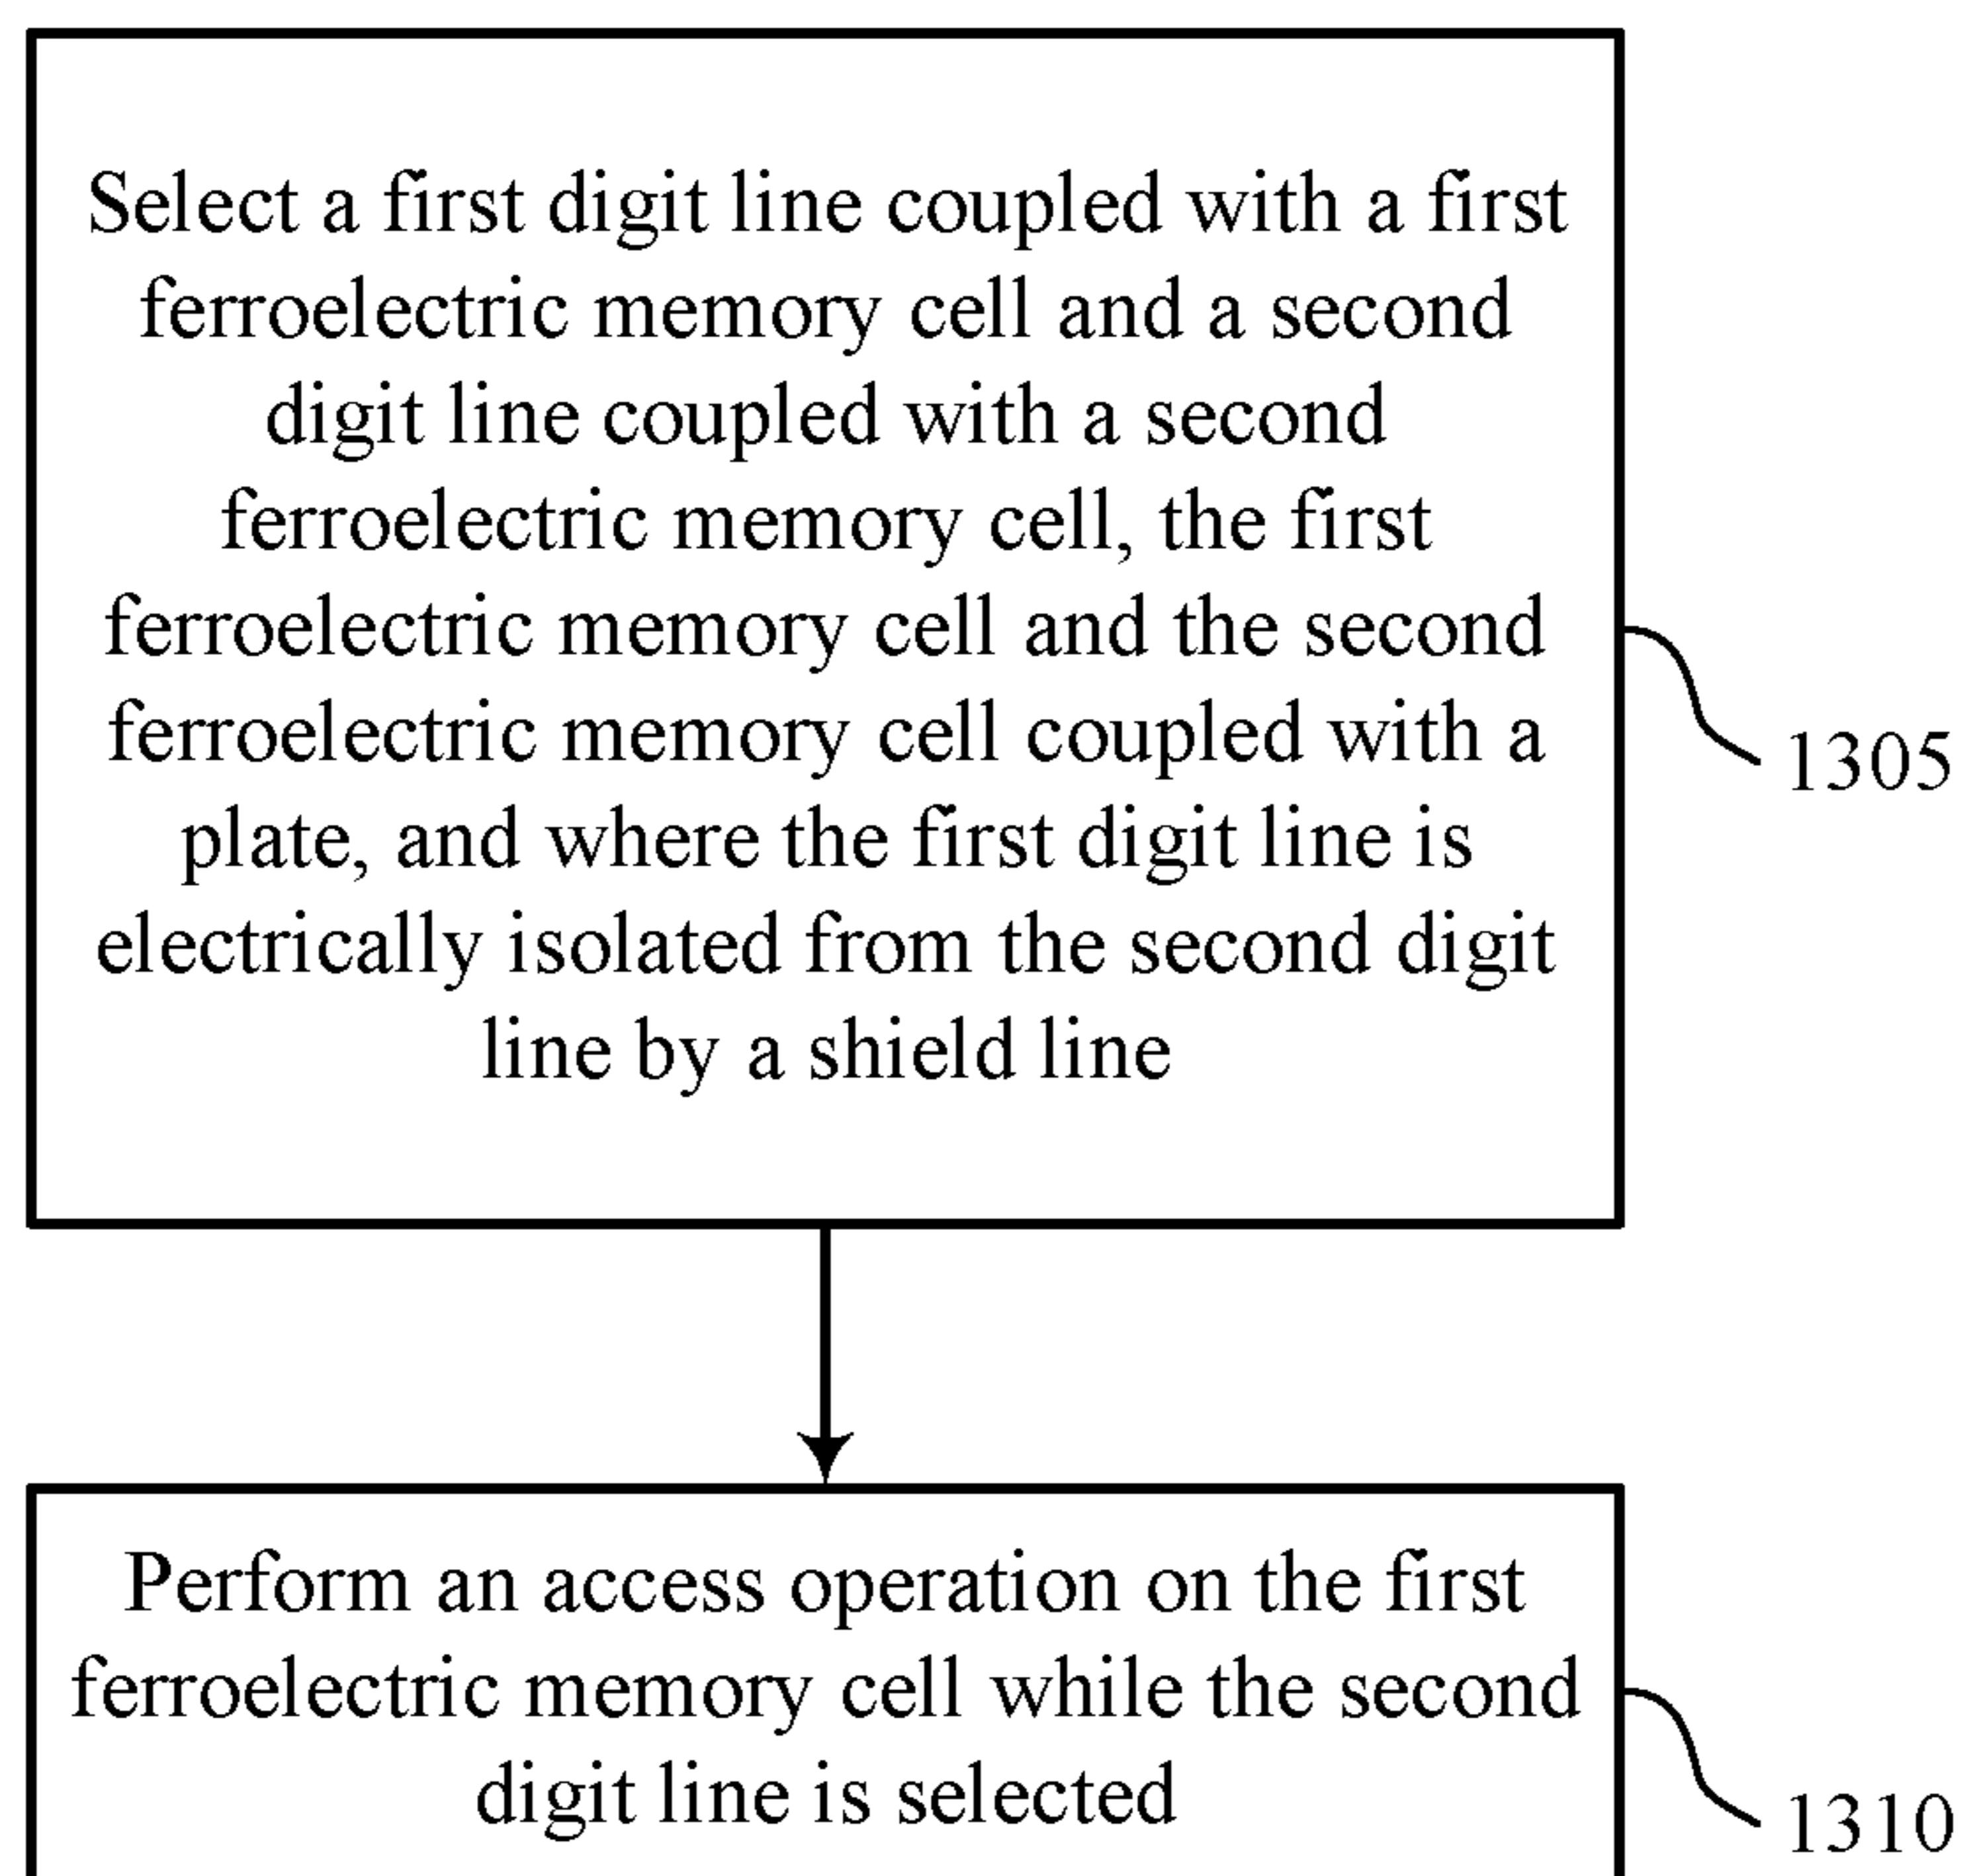 Select a first digit line coupled with a first
ferroelectric memory cell and a second
digit line coupled with a second
ferroelectric memory cell, the first
ferroelectric memory cell and the second
ferroelectric memory cell coupled with a
plate, and where the first digit line is
electrically isolated from the second digit
line by a shield line
1305
Perform an access operation on the first
ferroelectric memory cell while the second
digit line is selected
1310